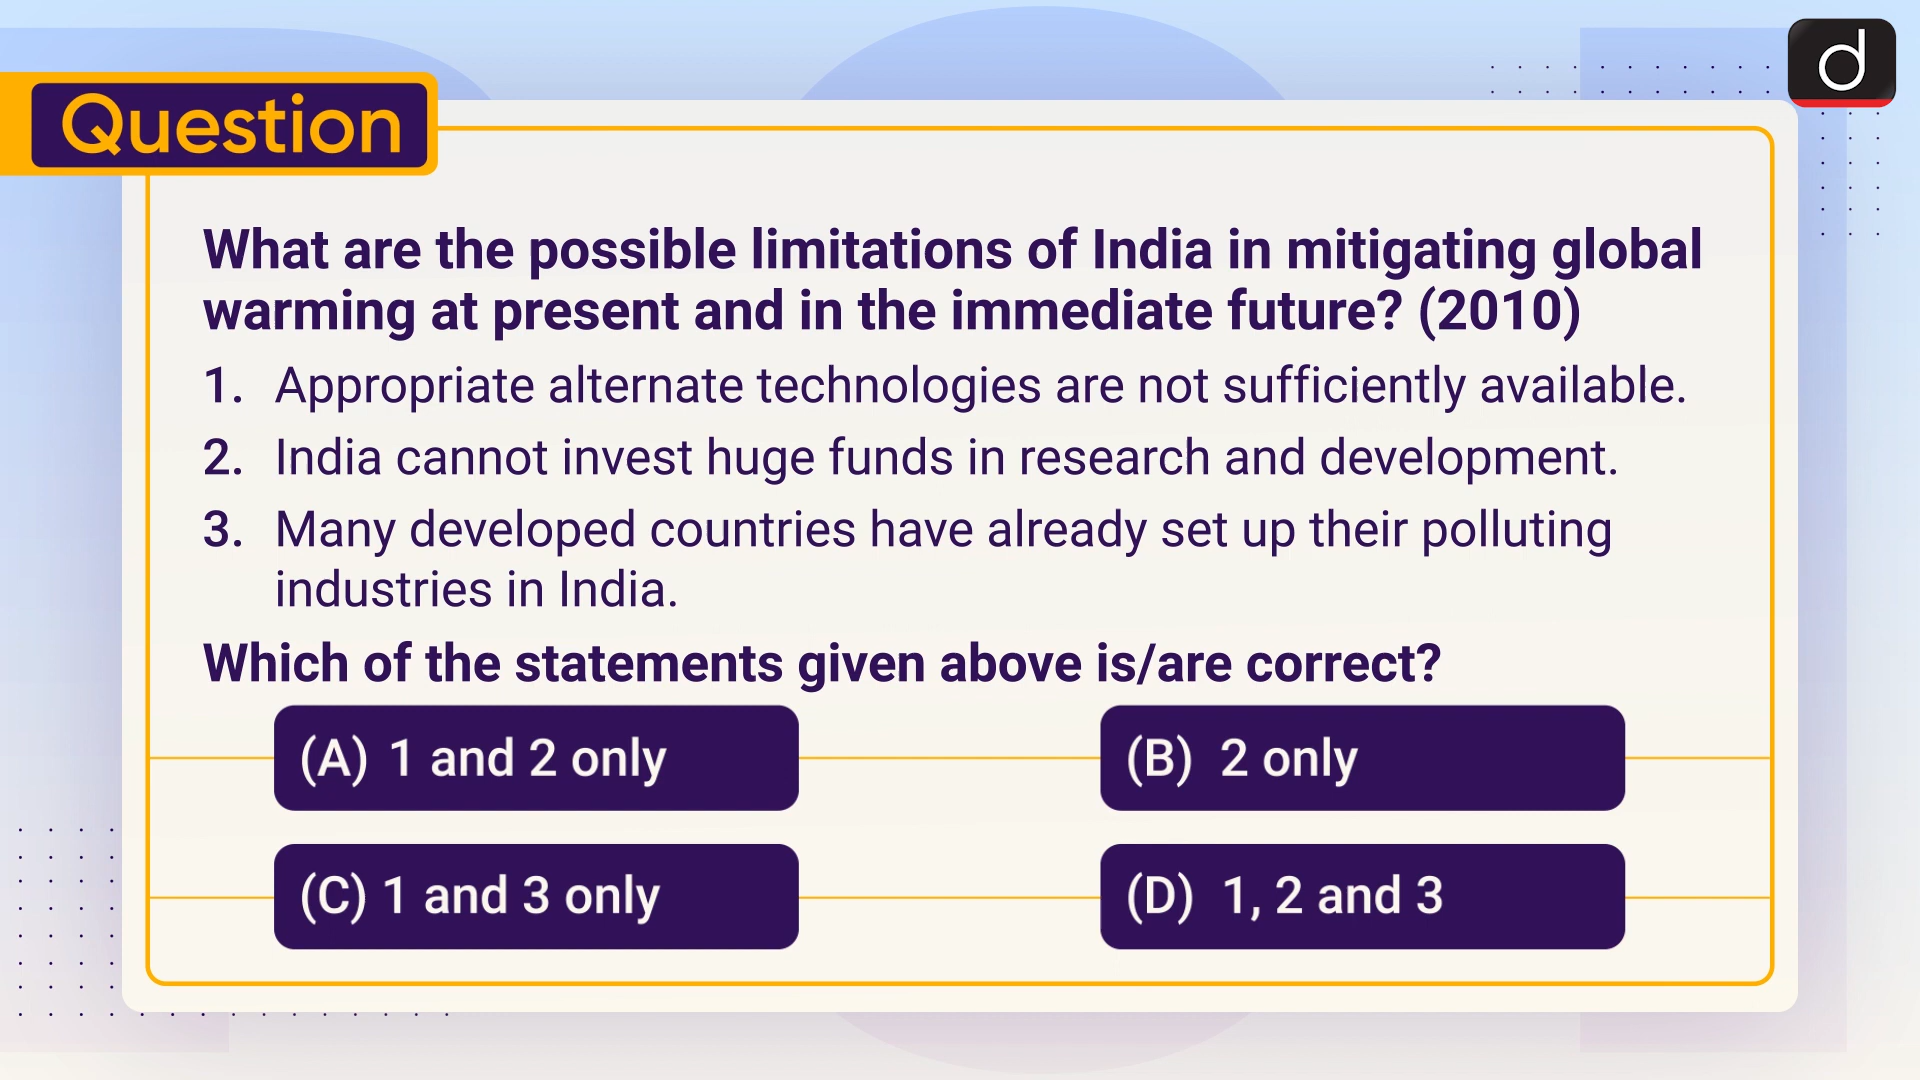 Question
What are the possible limitations of India in mitigating global
warming at present and in the immediate future? (2010)
1. Appropriate alternate technologies are not sufficiently available.
2. India cannot invest huge funds in research and development.
3. Many developed countries have already set up their polluting
industries in India.
Which of the statements given above is/are correct?
(A) 1 and 2 only
(B) 2 only
(C) 1 and 3 only
(D) 1, 2 and 3
d